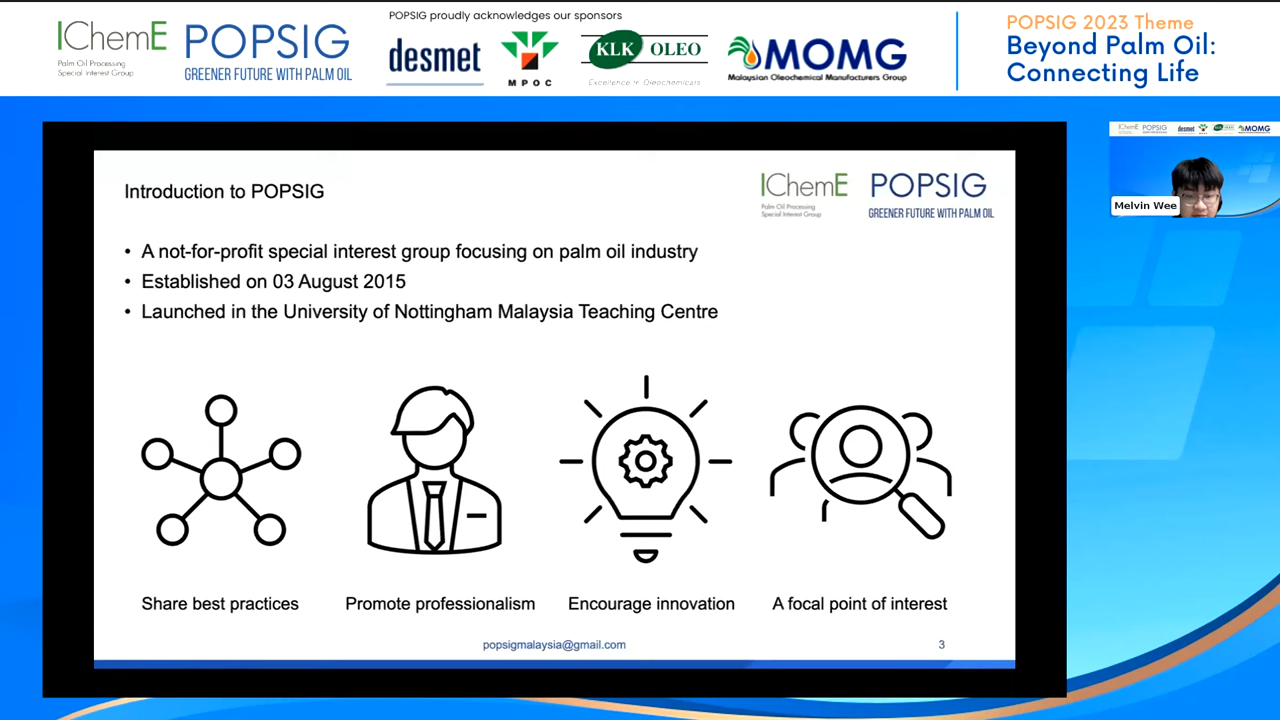 IChemE
Palm Oil Processing
Special Interest Group
POPSIG
GREENER FUTURE WITH PALM OIL
POPSIG proudly acknowledges our sponsors
desmet
MPOC
KLK OLEO
Excellence in Oleochemicals
MOMG
Malaysian Oleochemical Manufacturers Group
POPSIG 2023 Theme
Beyond Palm Oil:
Connecting Life
Introduction to POPSIG
IChemE
Palm Oil Processing
Special Interest Group
POPSIG
GREENER FUTURE WITH PALM OIL
• A not-for-profit special interest group focusing on palm oil industry
• Established on 03 August 2015
• Launched in the University of Nottingham Malaysia Teaching Centre
Share best practices
Promote professionalism
Encourage innovation
A focal point of interest
popsigmalaysia@gmail.com
3
IChemE
POPSIG
desmet
MOMG
Melvin Wee